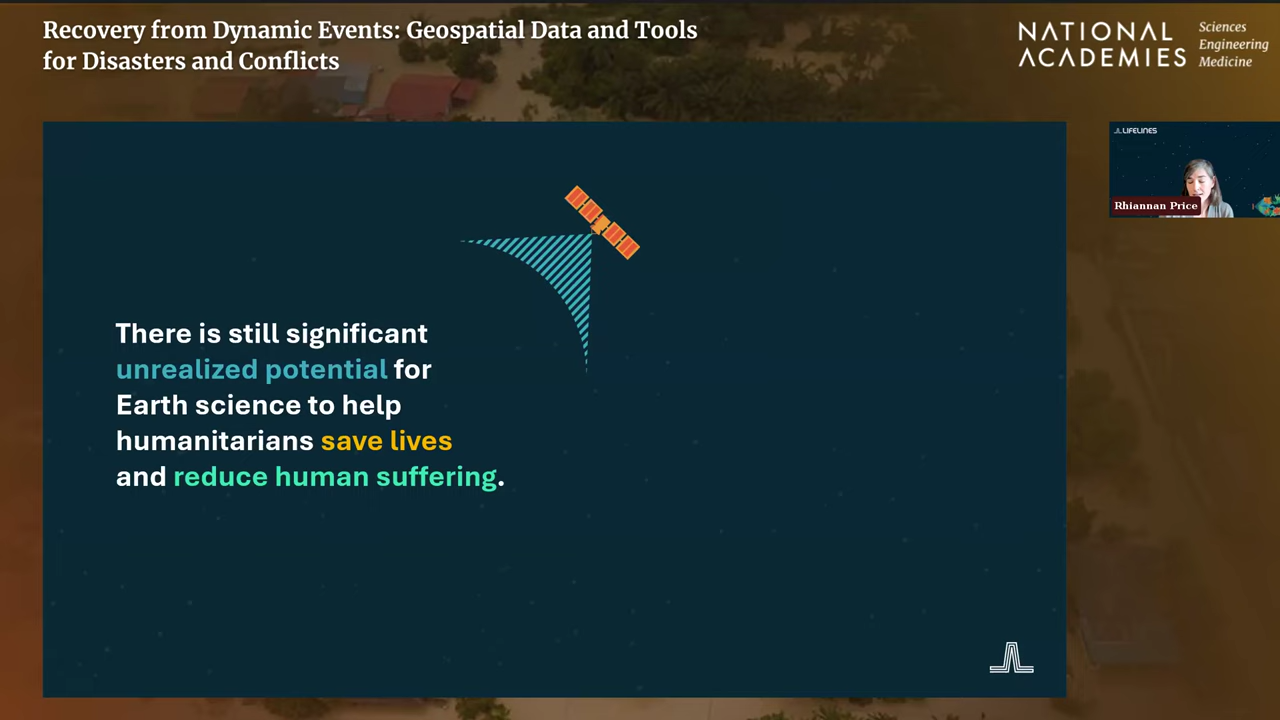 Recovery from Dynamic Events: Geospatial Data and Tools
for Disasters and Conflicts
NATIONAL
ACADEMIES
Sciences
Engineering
Medicine
LIFELINES
Rhiannan Price
There is still significant
unrealized potential for
Earth science to help
humanitarians save lives
and reduce human suffering.